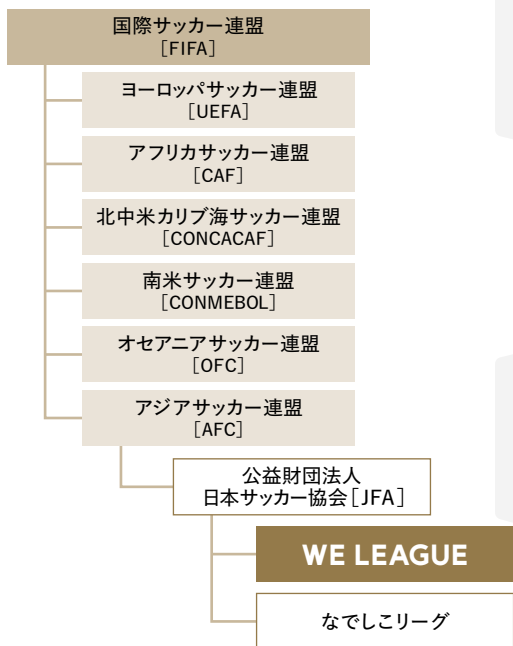 国際サッカー連盟
[FIFA]
ヨーロッパサッカー連盟
[UEFA]
アフリカサッカー連盟
[CAF]
北中米カリブ海サッカー連盟
[CONCACAF]
南米サッカー連盟
[CONMEBOL]
オセアニアサッカー連盟
[OFC]
アジアサッカー連盟
[AFC]
公益財団法人
日本サッカー協会[JFA]
WE LEAGUE
なでしこリーグ